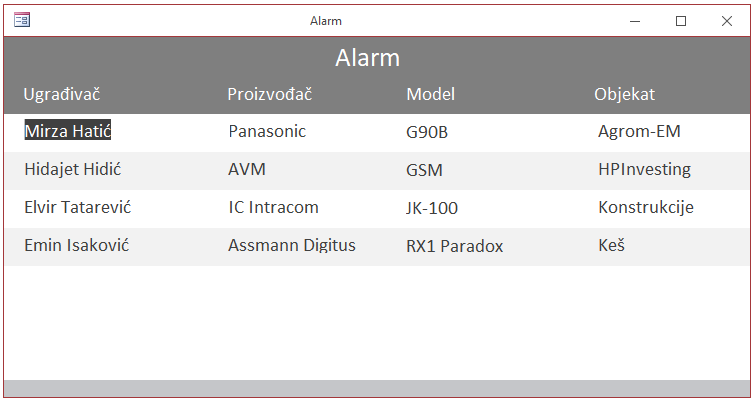 Alarm
Alarm
Ugrađivač Proizvođač Model Objekat
Mirza Hatić Panasonic G90B Agrom-EM
Hidajet Hidić AVM GSM HPInvesting
Elvir Tatarević IC Intracom JK-100 Konstrukcije
Emin Isaković Assmann Digitus RX1 Paradox Keš